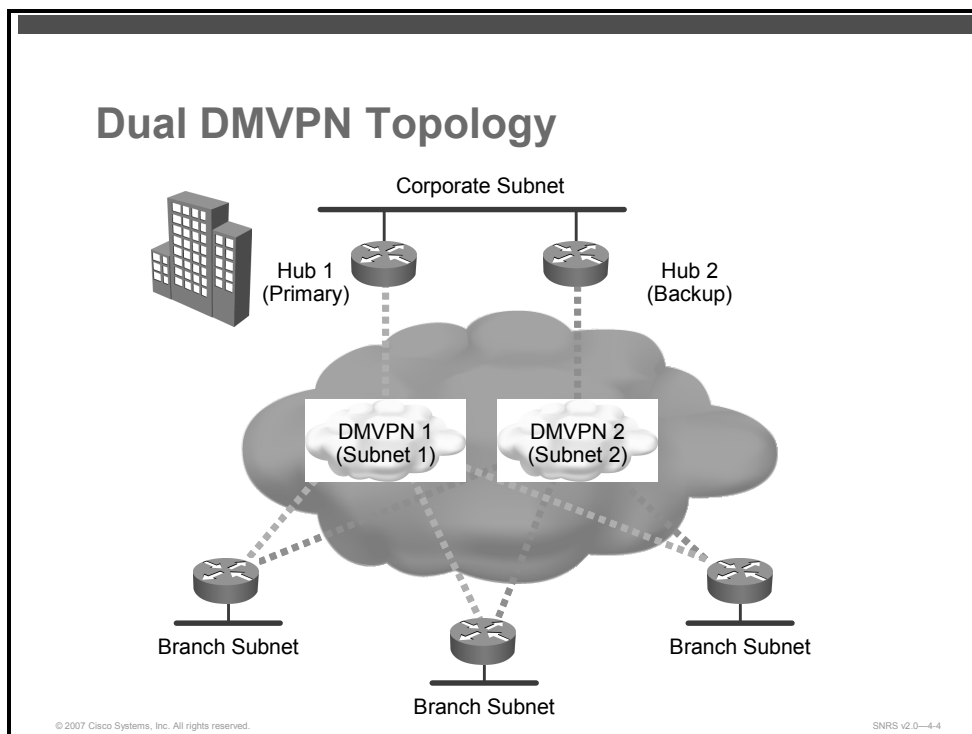 Dual DMVPN Topology
Corporate Subnet
Hub 1
(Primary)
Hub 2
(Backup)
DMVPN 1
(Subnet 1)
DMVPN 2
(Subnet 2)
Branch Subnet
Branch Subnet
Branch Subnet
© 2007 Cisco Systems, Inc. All rights reserved.
SNRS v2.0—4-4